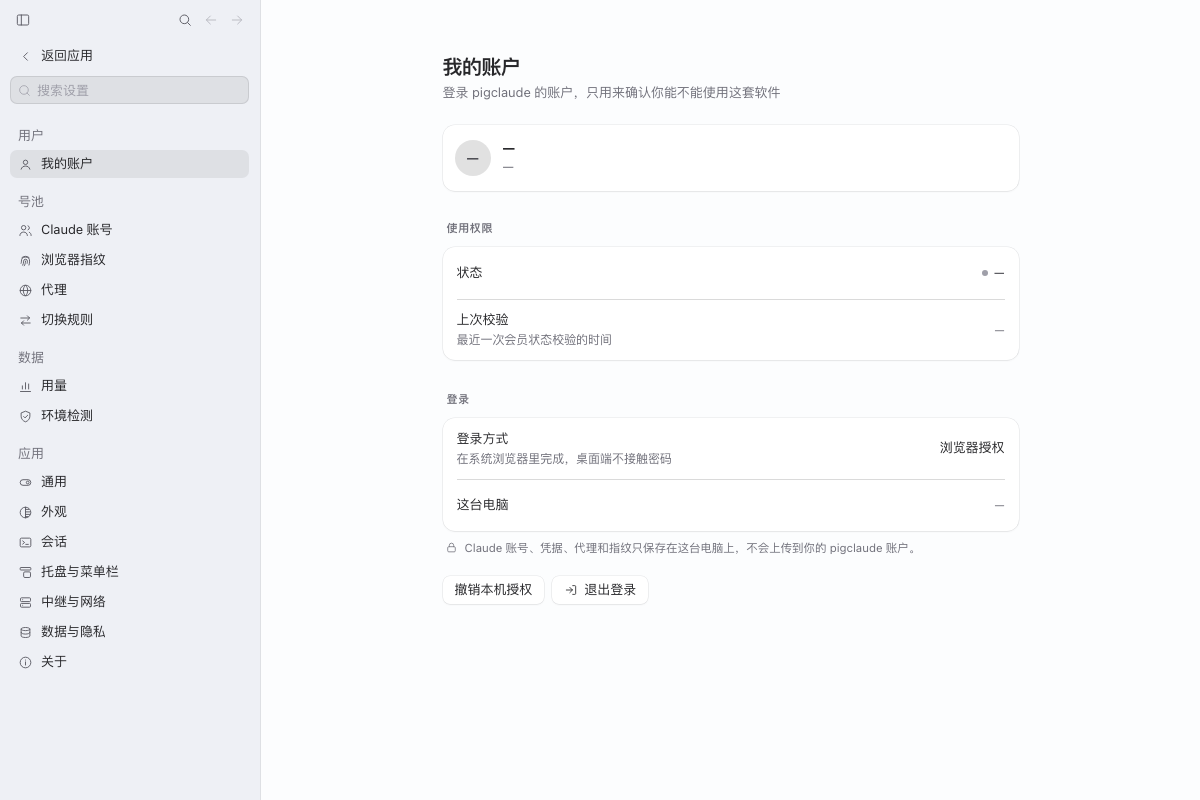 返回应用
搜索设置
用户
我的账户
号池
Claude 账号
浏览器指纹
代理
切换规则
数据
用量
环境检测
应用
通用
外观
会话
托盘与菜单栏
中继与网络
数据与隐私
关于
我的账户
登录 pigclaude 的账户，只用来确认你能不能使用这套软件
—
—
—
使用权限
状态
—
上次校验
最近一次会员状态校验的时间
—
登录
登录方式
在系统浏览器里完成，桌面端不接触密码
浏览器授权
这台电脑
—
Claude 账号、凭据、代理和指纹只保存在这台电脑上，不会上传到你的 pigclaude 账户。
撤销本机授权
退出登录